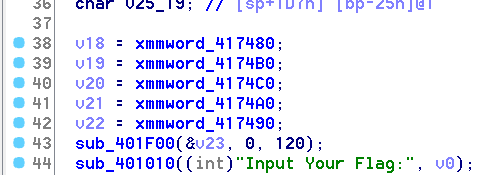 36 char v25_19; // [sp+1D7h] [bp-25h]@1
37
38 v18 = xmmword_417480;
39 v19 = xmmword_4174B0;
40 v20 = xmmword_4174C0;
41 v21 = xmmword_4174A0;
42 v22 = xmmword_417490;
43 sub_401F00(&v23, 0, 120);
44 sub_401010((int)"Input Your Flag:", v0);